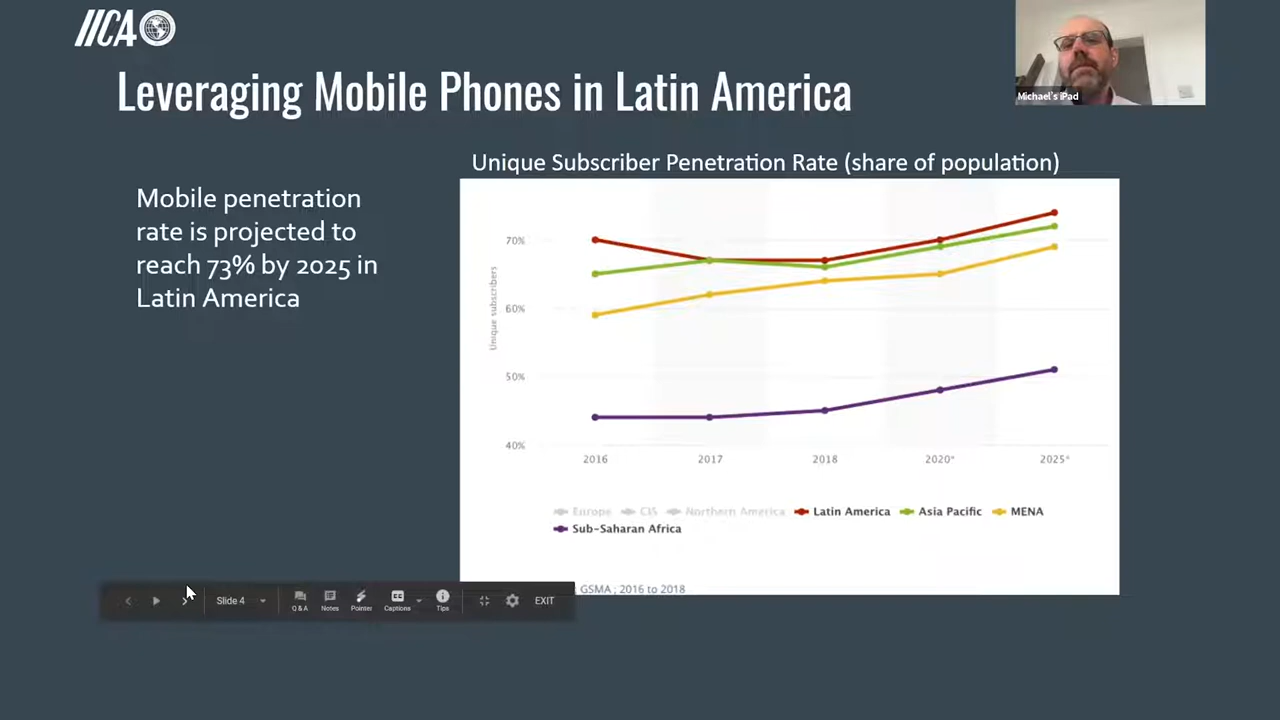 IICA
Leveraging Mobile Phones in Latin America
Michael's iPad
Unique Subscriber Penetration Rate (share of population)
Mobile penetration
rate is projected to
reach 73% by 2025 in
Latin America
Unique subscribers
70%
60%
50%
40%
2016 2017 2018 2020* 2025*
Europe CIS Northern America Latin America Asia Pacific MENA
Sub-Saharan Africa
GSMA ; 2016 to 2018
Slide 4 Q&A Notes Pointer CC Captions Tips EXIT